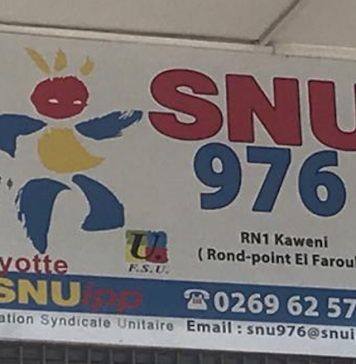 SNU
976
RN1 Kaweni
( Rond-point El Farou
yotte
F.S.U.
SNUipp
☎ 0269 62 57
ation Syndicale Unitaire Email : snu976@snui